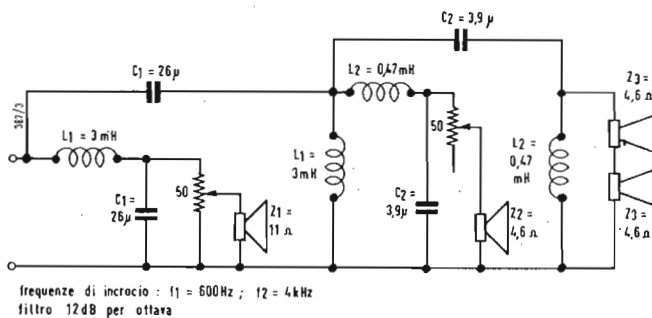 C2 = 3,9 µ
C1 = 26 µ
L2 = 0,47mH
Z3 =
4,6 Ω
387/3
L1 = 3 mH
50
L1 =
3mH
L2 =
0,47
mH
C1 =
26µ
50
Z1 =
11 Ω
C2 =
3,9µ
Z2 =
4,6 Ω
Z3 =
4,6 Ω
frequenze di incrocio : f1 = 600Hz ; f2 = 4kHz
filtro 12dB per ottava